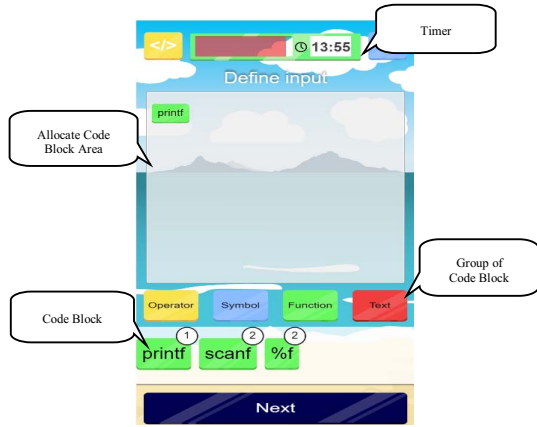 Timer
</>
13:55
Define input
printf
Allocate Code
Block Area
Group of
Code Block
Operator
Symbol
Function
Text
Code Block
1
2
2
printf
scanf
%f
Next